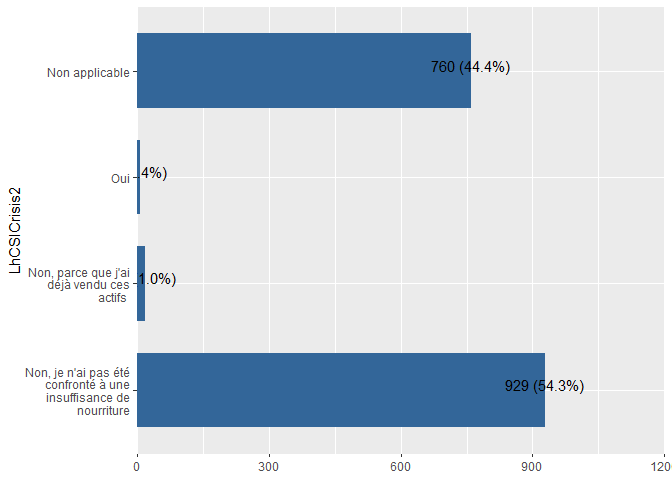 LhCSICrisis2
Non applicable
760 (44.4%)
Oui
4%)
Non, parce que j'ai
déjà vendu ces
actifs
1.0%)
Non, je n'ai pas été
confronté à une
insuffisance de
nourriture
929 (54.3%)
0 300 600 900 120